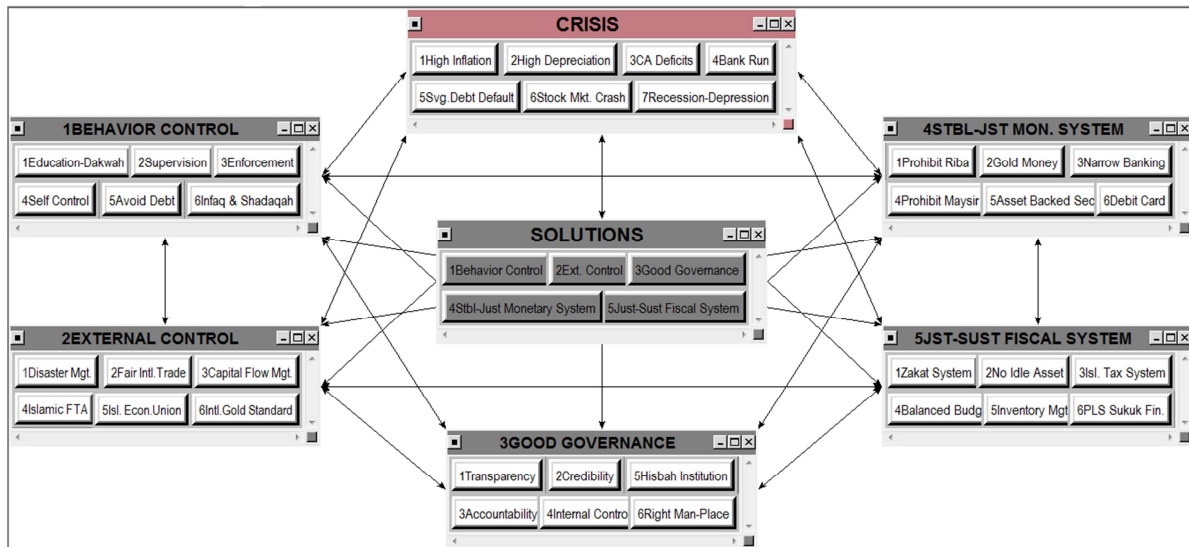 CRISIS
1High Inflation 2High Depreciation 3CA Deficits 4Bank Run
5Svg.Debt Default 6Stock Mkt. Crash 7Recession-Depression
1BEHAVIOR CONTROL
1Education-Dakwah 2Supervision 3Enforcement
4Self Control 5Avoid Debt 6Infaq & Shadaqah
4STBL-JST MON. SYSTEM
1Prohibit Riba 2Gold Money 3Narrow Banking
4Prohibit Maysir 5Asset Backed Sec 6Debit Card
SOLUTIONS
1Behavior Control 2Ext. Control 3Good Governance
4Stbl-Just Monetary System 5Just-Sust Fiscal System
2EXTERNAL CONTROL
1Disaster Mgt. 2Fair Intl.Trade 3Capital Flow Mgt.
4Islamic FTA 5Isl. Econ.Union 6Intl.Gold Standard
5JST-SUST FISCAL SYSTEM
1Zakat System 2No Idle Asset 3Isl. Tax System
4Balanced Budg 5Inventory Mgt 6PLS Sukuk Fin.
3GOOD GOVERNANCE
1Transparency 2Credibility 5Hisbah Institution
3Accountability 4Internal Contro 6Right Man-Place